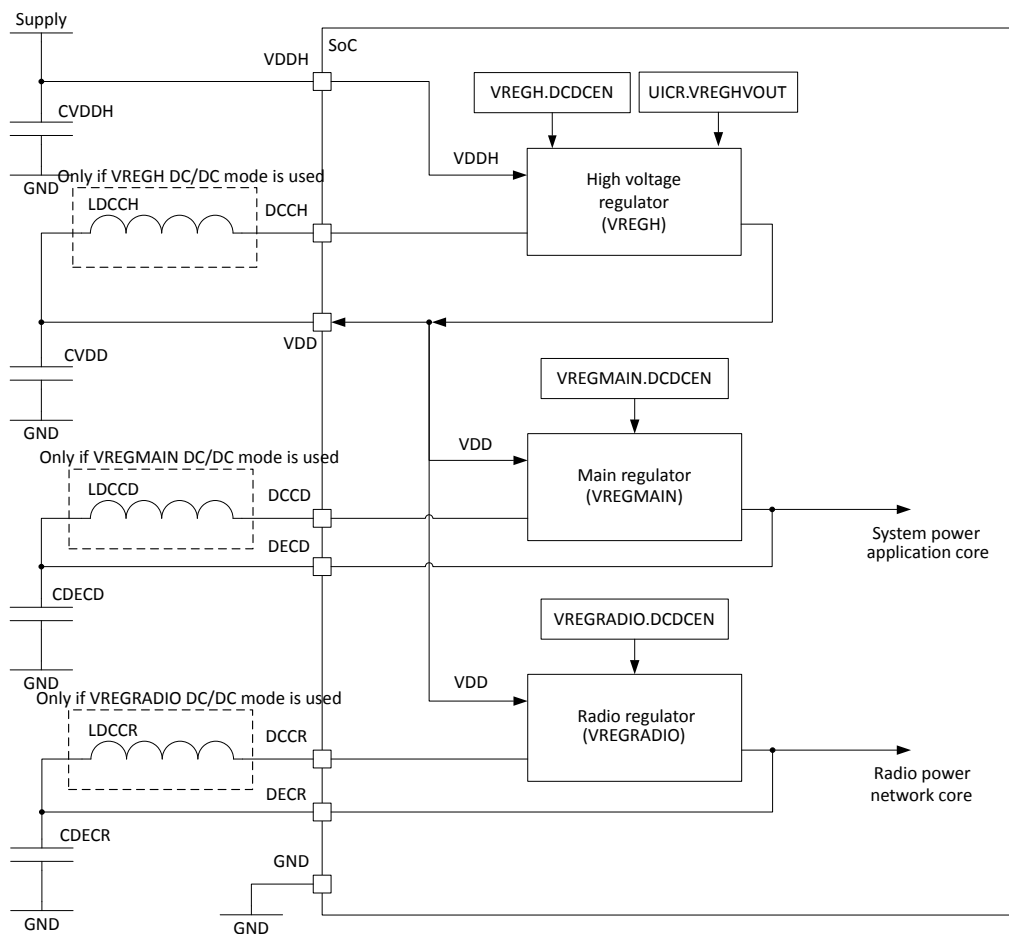 Supply
SoC
VDDH
VREGH.DCDCEN
UICR.VREGHVOUT
CVDDH
VDDH
GND
Only if VREGH DC/DC mode is used
LDCCH
DCCH
High voltage
regulator
(VREGH)
VDD
CVDD
GND
VREGMAIN.DCDCEN
VDD
Only if VREGMAIN DC/DC mode is used
LDCCD
DCCD
Main regulator
(VREGMAIN)
DECD
System power
application core
CDECD
GND
VREGRADIO.DCDCEN
VDD
Only if VREGRADIO DC/DC mode is used
LDCCR
DCCR
Radio regulator
(VREGRADIO)
DECR
Radio power
network core
CDECR
GND
GND
GND